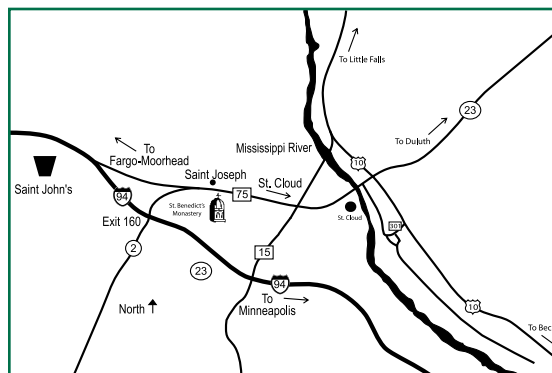 To Little Falls
23
To
Fargo-Moorhead
Mississippi River
To Duluth
10
Saint Joseph
Saint John's
94
75
St. Cloud
St. Benedict's
Monastery
St. Cloud
Exit 160
301
2
15
23
94
To
Minneapolis
North
10
To Bec